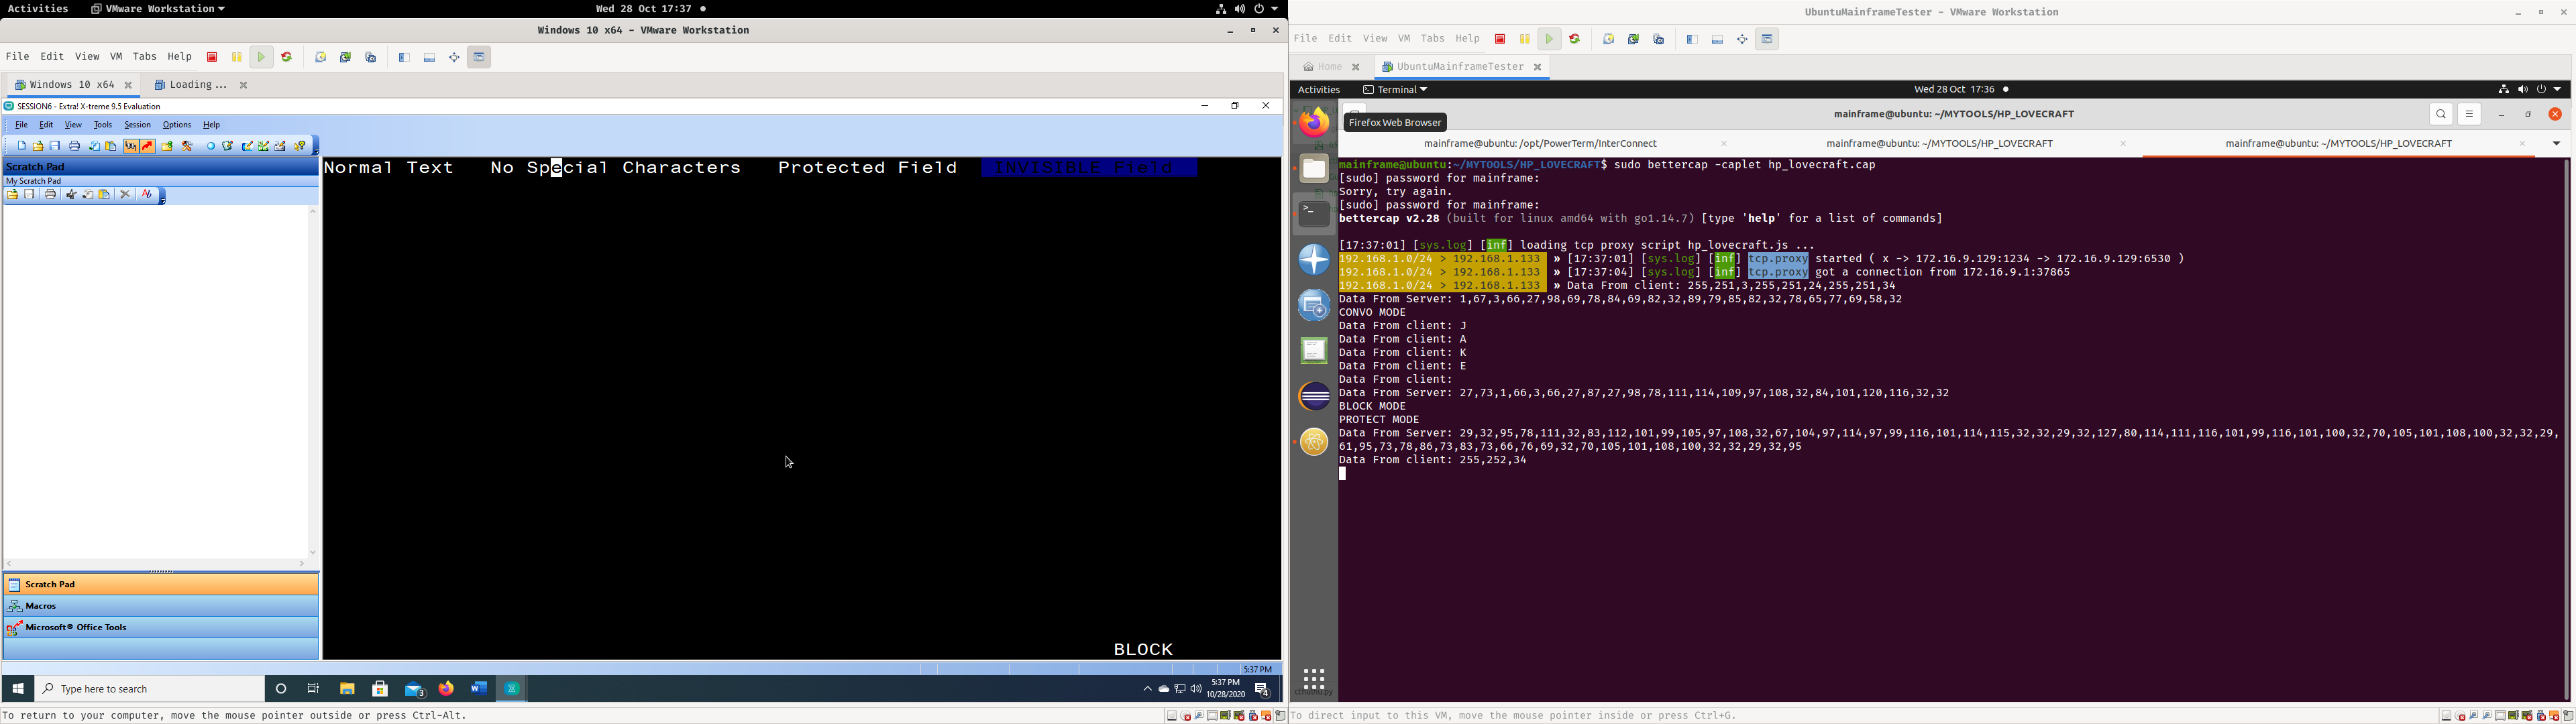 Activities VMware Workstation Wed 28 Oct 17:37
Windows 10 x64 - VMware Workstation
File Edit View VM Tabs Help
Windows 10 x64 Loading ...
SESSION6 - Extra! X-treme 9.5 Evaluation
File Edit View Tools Session Options Help
Scratch Pad
My Scratch Pad
Normal Text No Special Characters Protected Field INVISIBLE Field
Scratch Pad
Macros
Microsoft® Office Tools
BLOCK
5:37 PM
Type here to search
5:37 PM
10/28/2020
To return to your computer, move the mouse pointer outside or press Ctrl-Alt.
UbuntuMainframeTester - VMware Workstation
File Edit View VM Tabs Help
Home UbuntuMainframeTester
Activities Terminal Wed 28 Oct 17:36
mainframe@ubuntu: ~/MYTOOLS/HP_LOVECRAFT
Firefox Web Browser
mainframe@ubuntu: /opt/PowerTerm/InterConnect mainframe@ubuntu: ~/MYTOOLS/HP_LOVECRAFT mainframe@ubuntu: ~/MYTOOLS/HP_LOVECRAFT
mainframe@ubuntu:~/MYTOOLS/HP_LOVECRAFT$ sudo bettercap -caplet hp_lovecraft.cap
[sudo] password for mainframe:
Sorry, try again.
[sudo] password for mainframe:
bettercap v2.28 (built for linux amd64 with go1.14.7) [type 'help' for a list of commands]
[17:37:01] [sys.log] [inf] loading tcp proxy script hp_lovecraft.js ...
192.168.1.0/24 > 192.168.1.133 » [17:37:01] [sys.log] [inf] tcp.proxy started ( x -> 172.16.9.129:1234 -> 172.16.9.129:6530 )
192.168.1.0/24 > 192.168.1.133 » [17:37:04] [sys.log] [inf] tcp.proxy got a connection from 172.16.9.1:37865
192.168.1.0/24 > 192.168.1.133 » Data From client: 255,251,3,255,251,24,255,251,34
Data From Server: 1,67,3,66,27,98,69,78,84,69,82,32,89,79,85,82,32,78,65,77,69,58,32
CONVO MODE
Data From client: J
Data From client: A
Data From client: K
Data From client: E
Data From client:
Data From Server: 27,73,1,66,3,66,27,87,27,98,78,111,114,109,97,108,32,84,101,120,116,32,32
BLOCK MODE
PROTECT MODE
Data From Server: 29,32,95,78,111,32,83,112,101,99,105,97,108,32,67,104,97,114,97,99,116,101,114,115,32,32,29,32,127,80,114,111,116,101,99,116,101,100,32,70,105,101,108,100,32,32,29,
61,95,73,78,86,73,83,73,66,76,69,32,70,105,101,108,100,32,32,29,32,95
Data From client: 255,252,34
To direct input to this VM, move the mouse pointer inside or press Ctrl+G.